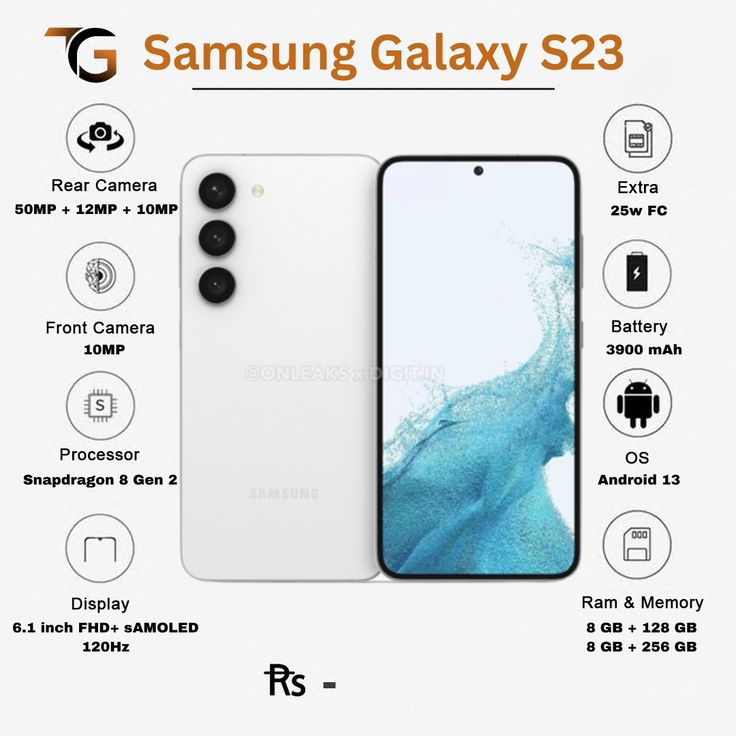 TG Samsung Galaxy S23
Rear Camera
50MP + 12MP + 10MP
Front Camera
10MP
Processor
Snapdragon 8 Gen 2
Display
6.1 inch FHD+ sAMOLED
120Hz
@ONLEAKS x DIGIT.IN
SAMSUNG
S
Extra
25w FC
Battery
3900 mAh
OS
Android 13
Ram & Memory
8 GB + 128 GB
8 GB + 256 GB
Rs -